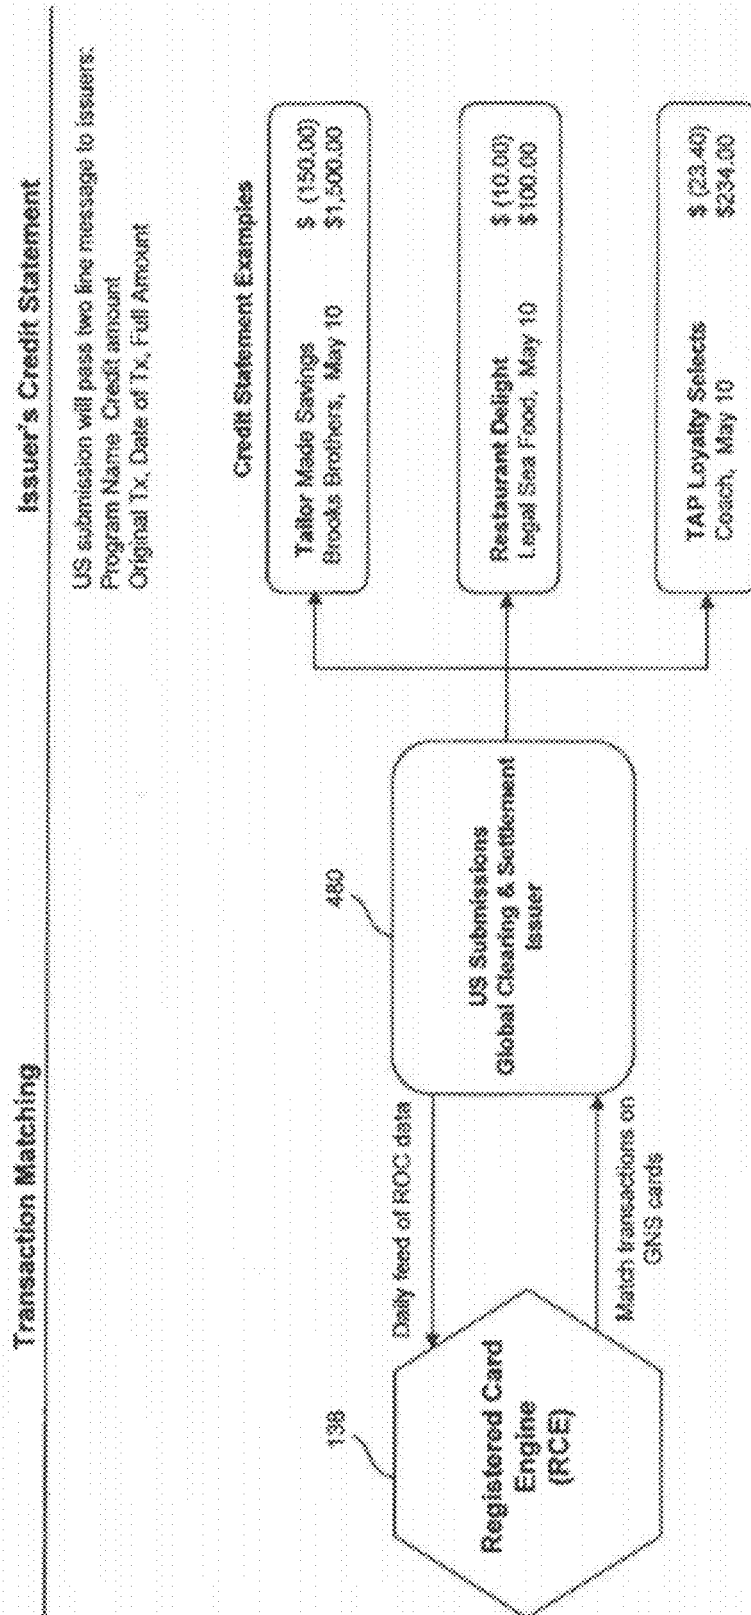 Transaction Matching
Issuer's Credit Statement
US submission will pass two line message to issuers:
Program Name Credit amount
Original Tx, Date of Tx, Full Amount
138
Registered Card
Engine
(RCE)
Daily feed of ROC data
Match transactions on
GNS cards
480
US Submissions
Global Clearing & Settlement
Issuer
Credit Statement Examples
Tailor Made Savings $ (150.00)
Brooks Brothers, May 10 $1,500.00
Restaurant Delight $ (10.00)
Legal Sea Food, May 10 $100.00
TAP Loyalty Selects $ (23.40)
Coach, May 10 $234.00